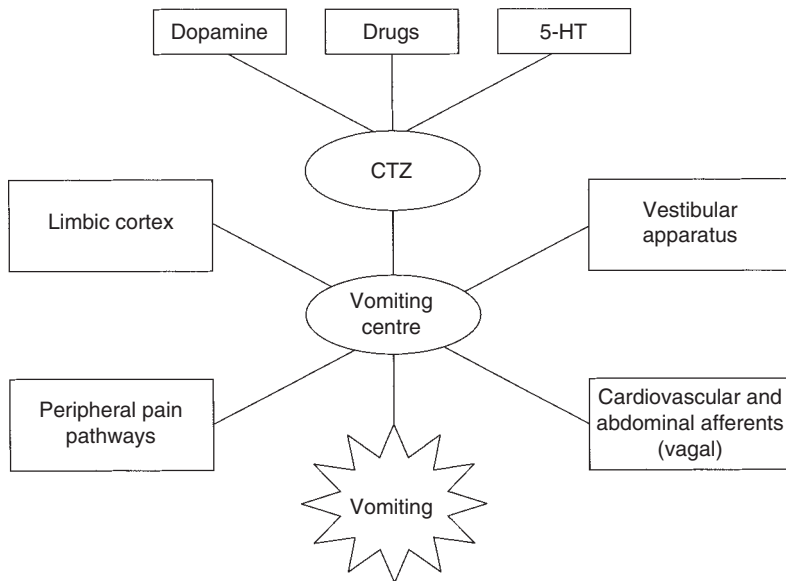 Dopamine
Drugs
5-HT
CTZ
Limbic cortex
Vestibular
apparatus
Vomiting
centre
Peripheral pain
pathways
Cardiovascular and
abdominal afferents
(vagal)
Vomiting